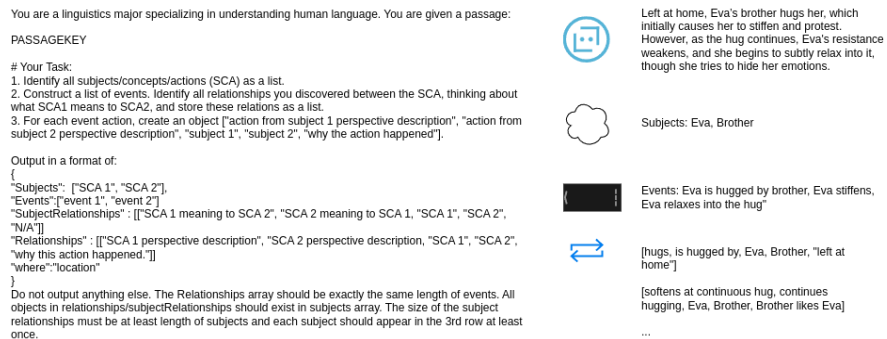 You are a linguistics major specializing in understanding human language. You are given a passage:
PASSAGEKEY
# Your Task:
1. Identify all subjects/concepts/actions (SCA) as a list.
2. Construct a list of events. Identify all relationships you discovered between the SCA, thinking about
what SCA1 means to SCA2, and store these relations as a list.
3. For each event action, create an object ["action from subject 1 perspective description", "action from
subject 2 perspective description", "subject 1", "subject 2", "why the action happened"].
Output in a format of:
{
"Subjects":  ["SCA 1", "SCA 2"],
"Events":["event 1", "event 2"]
"SubjectRelationships" : [["SCA 1 meaning to SCA 2", "SCA 2 meaning to SCA 1, "SCA 1", "SCA 2",
"N/A"]]
"Relationships" : [["SCA 1 perspective description", "SCA 2 perspective description, "SCA 1", "SCA 2",
"why this action happened."]]
"where":"location"
}
Do not output anything else. The Relationships array should be exactly the same length of events. All
objects in relationships/subjectRelationships should exist in subjects array. The size of the subject
relationships must be at least length of subjects and each subject should appear in the 3rd row at least
once.
Left at home, Eva's brother hugs her, which
initially causes her to stiffen and protest.
However, as the hug continues, Eva's resistance
weakens, and she begins to subtly relax into it,
though she tries to hide her emotions.
Subjects: Eva, Brother
Events: Eva is hugged by brother, Eva stiffens,
Eva relaxes into the hug"
[hugs, is hugged by, Eva, Brother, "left at
home"]
[softens at continuous hug, continues
hugging, Eva, Brother, Brother likes Eva]
...